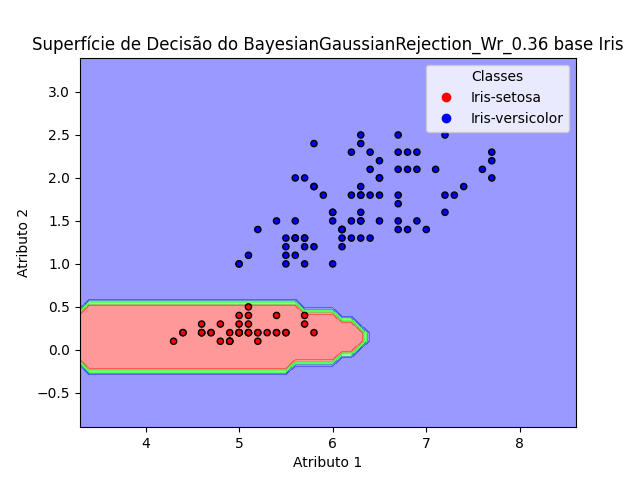 Superfície de Decisão do BayesianGaussianRejection_Wr_0.36 base Iris
Classes
Iris-setosa
Iris-versicolor
Atributo 2
3.0
2.5
2.0
1.5
1.0
0.5
0.0
−0.5
4 5 6 7 8
Atributo 1